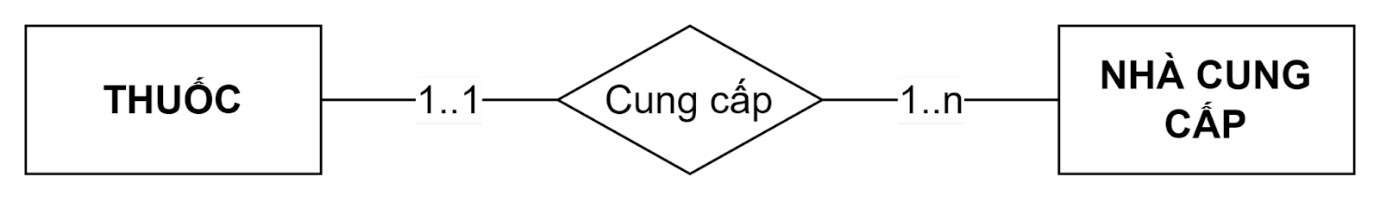 THUỐC
1..1
Cung cấp
1..n
NHÀ CUNG
CẤP